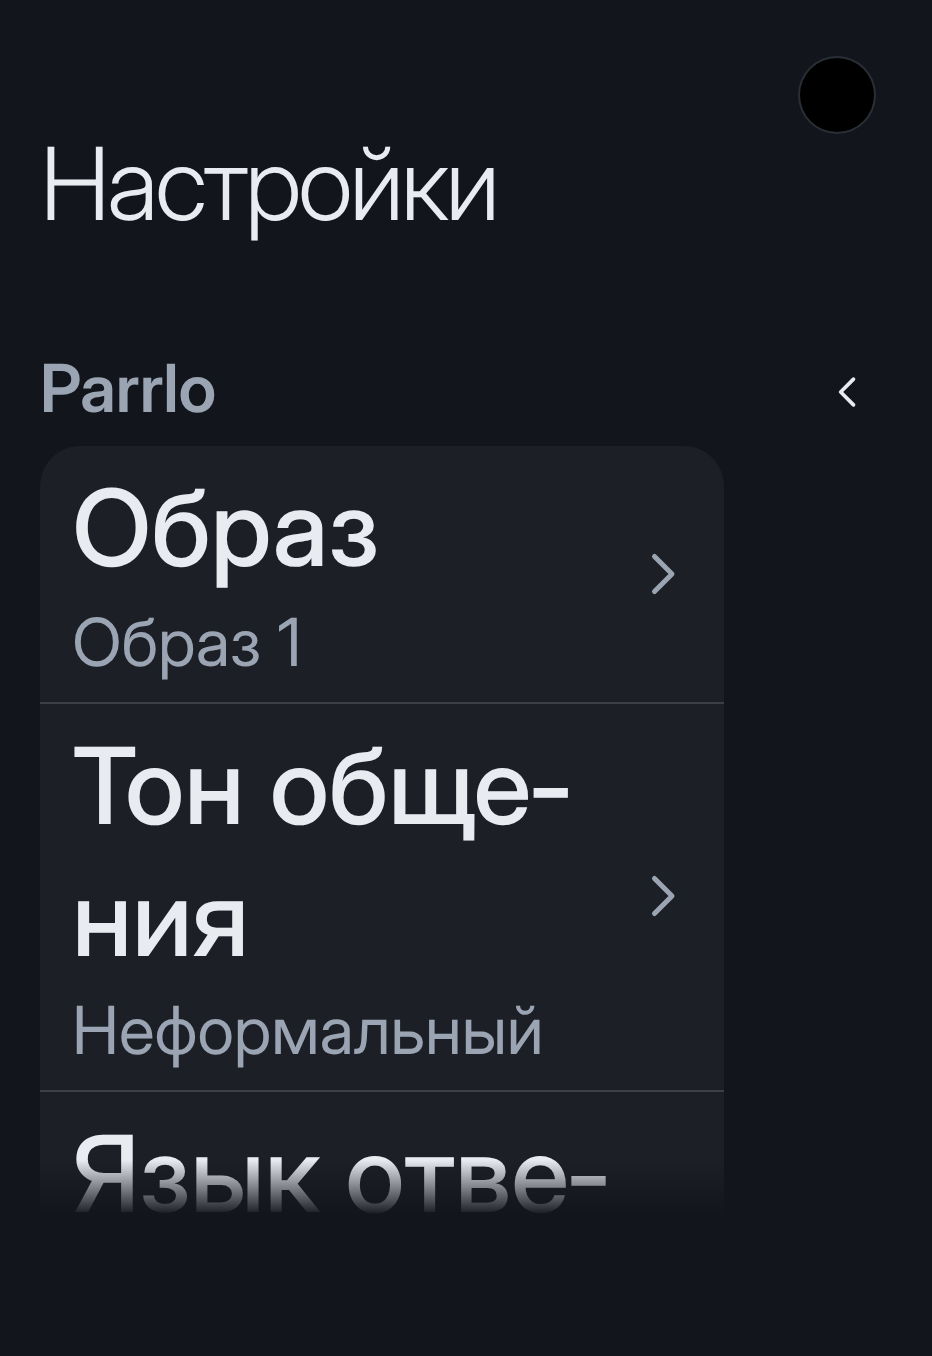 Настройки
Parrlo
Образ
Образ 1
Тон обще-
ния
Неформальный
Язык отве-